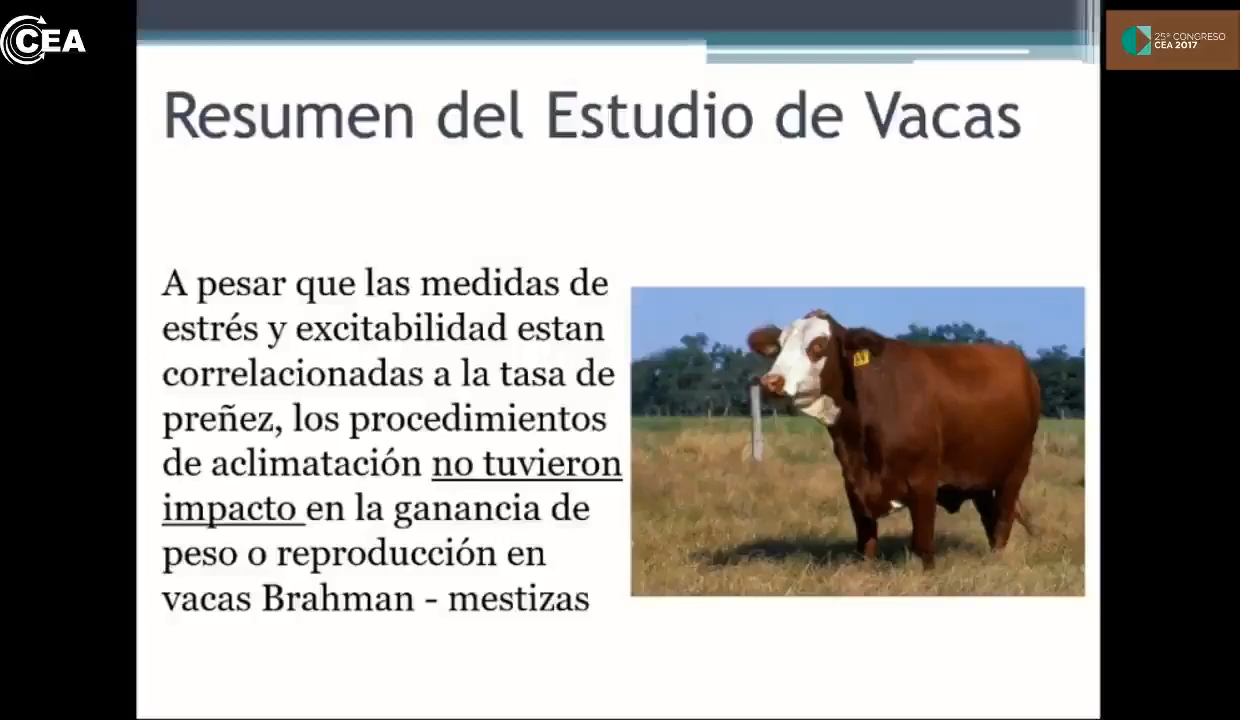 CEA
25º CONGRESO
CEA 2017
Resumen del Estudio de Vacas
A pesar que las medidas de
estrés y excitabilidad estan
correlacionadas a la tasa de
preñez, los procedimientos
de aclimatación no tuvieron
impacto en la ganancia de
peso o reproducción en
vacas Brahman - mestizas